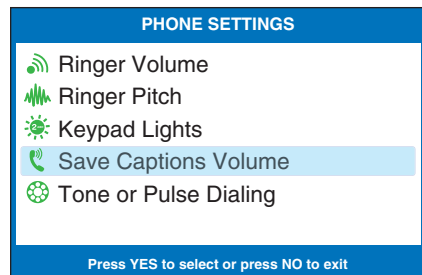 PHONE SETTINGS
Ringer Volume
Ringer Pitch
Keypad Lights
Save Captions Volume
Tone or Pulse Dialing
Press YES to select or press NO to exit